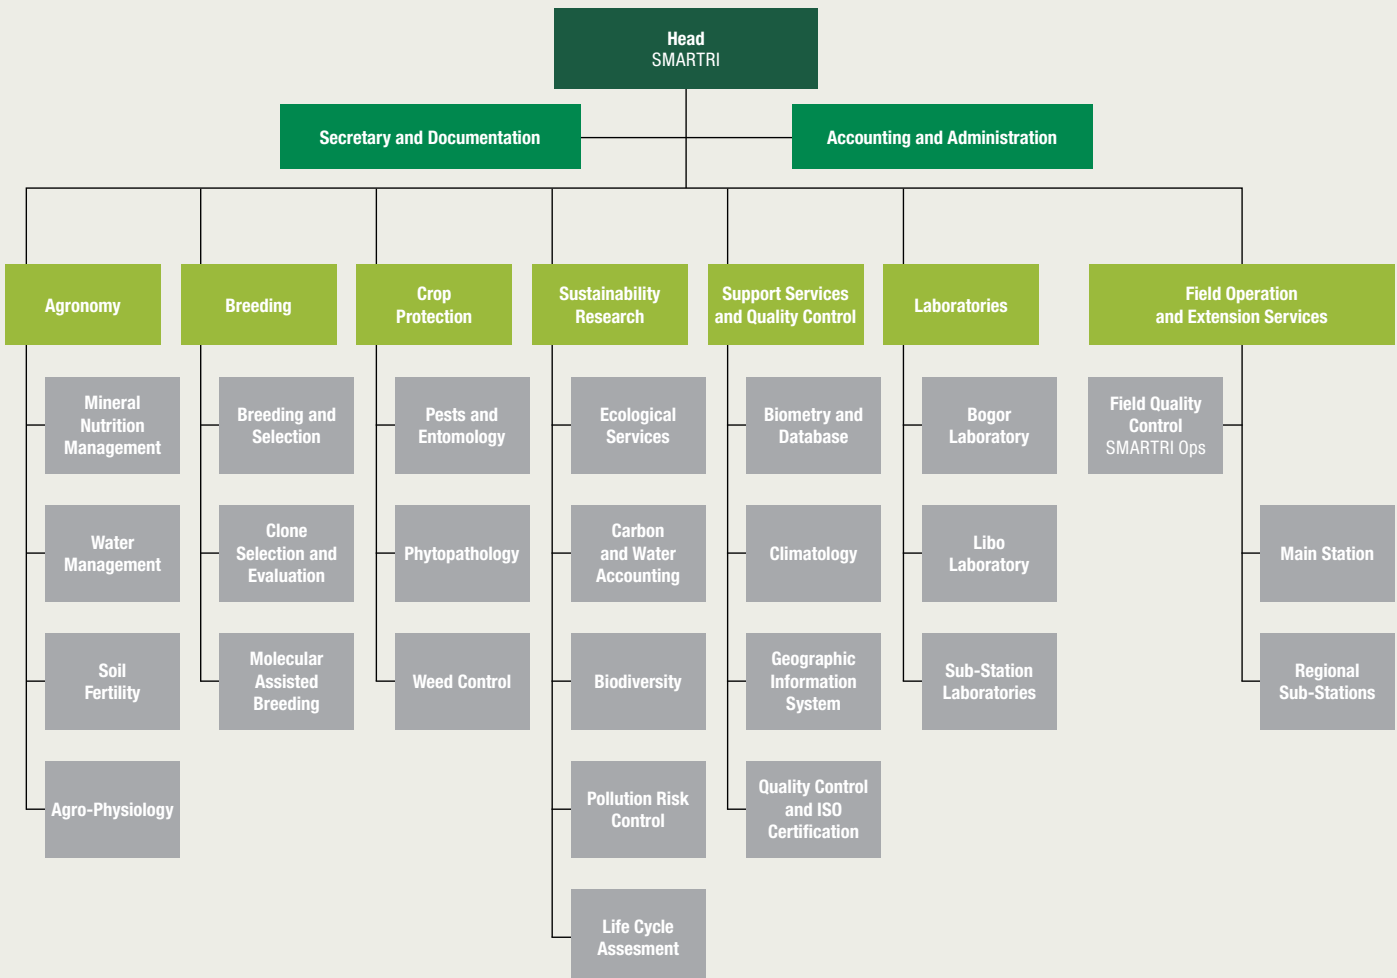 Head
SMARTRI
Secretary and Documentation
Accounting and Administration
Agronomy
Breeding
Crop
Protection
Sustainability
Research
Support Services
and Quality Control
Laboratories
Field Operation
and Extension Services
Mineral
Nutrition
Management
Water
Management
Soil
Fertility
Agro-Physiology
Breeding and
Selection
Clone
Selection and
Evaluation
Molecular
Assisted
Breeding
Pests and
Entomology
Phytopathology
Weed Control
Ecological
Services
Carbon
and Water
Accounting
Biodiversity
Pollution Risk
Control
Life Cycle
Assesment
Biometry and
Database
Climatology
Geographic
Information
System
Quality Control
and ISO
Certification
Bogor
Laboratory
Libo
Laboratory
Sub-Station
Laboratories
Field Quality
Control
SMARTRI Ops
Main Station
Regional
Sub-Stations